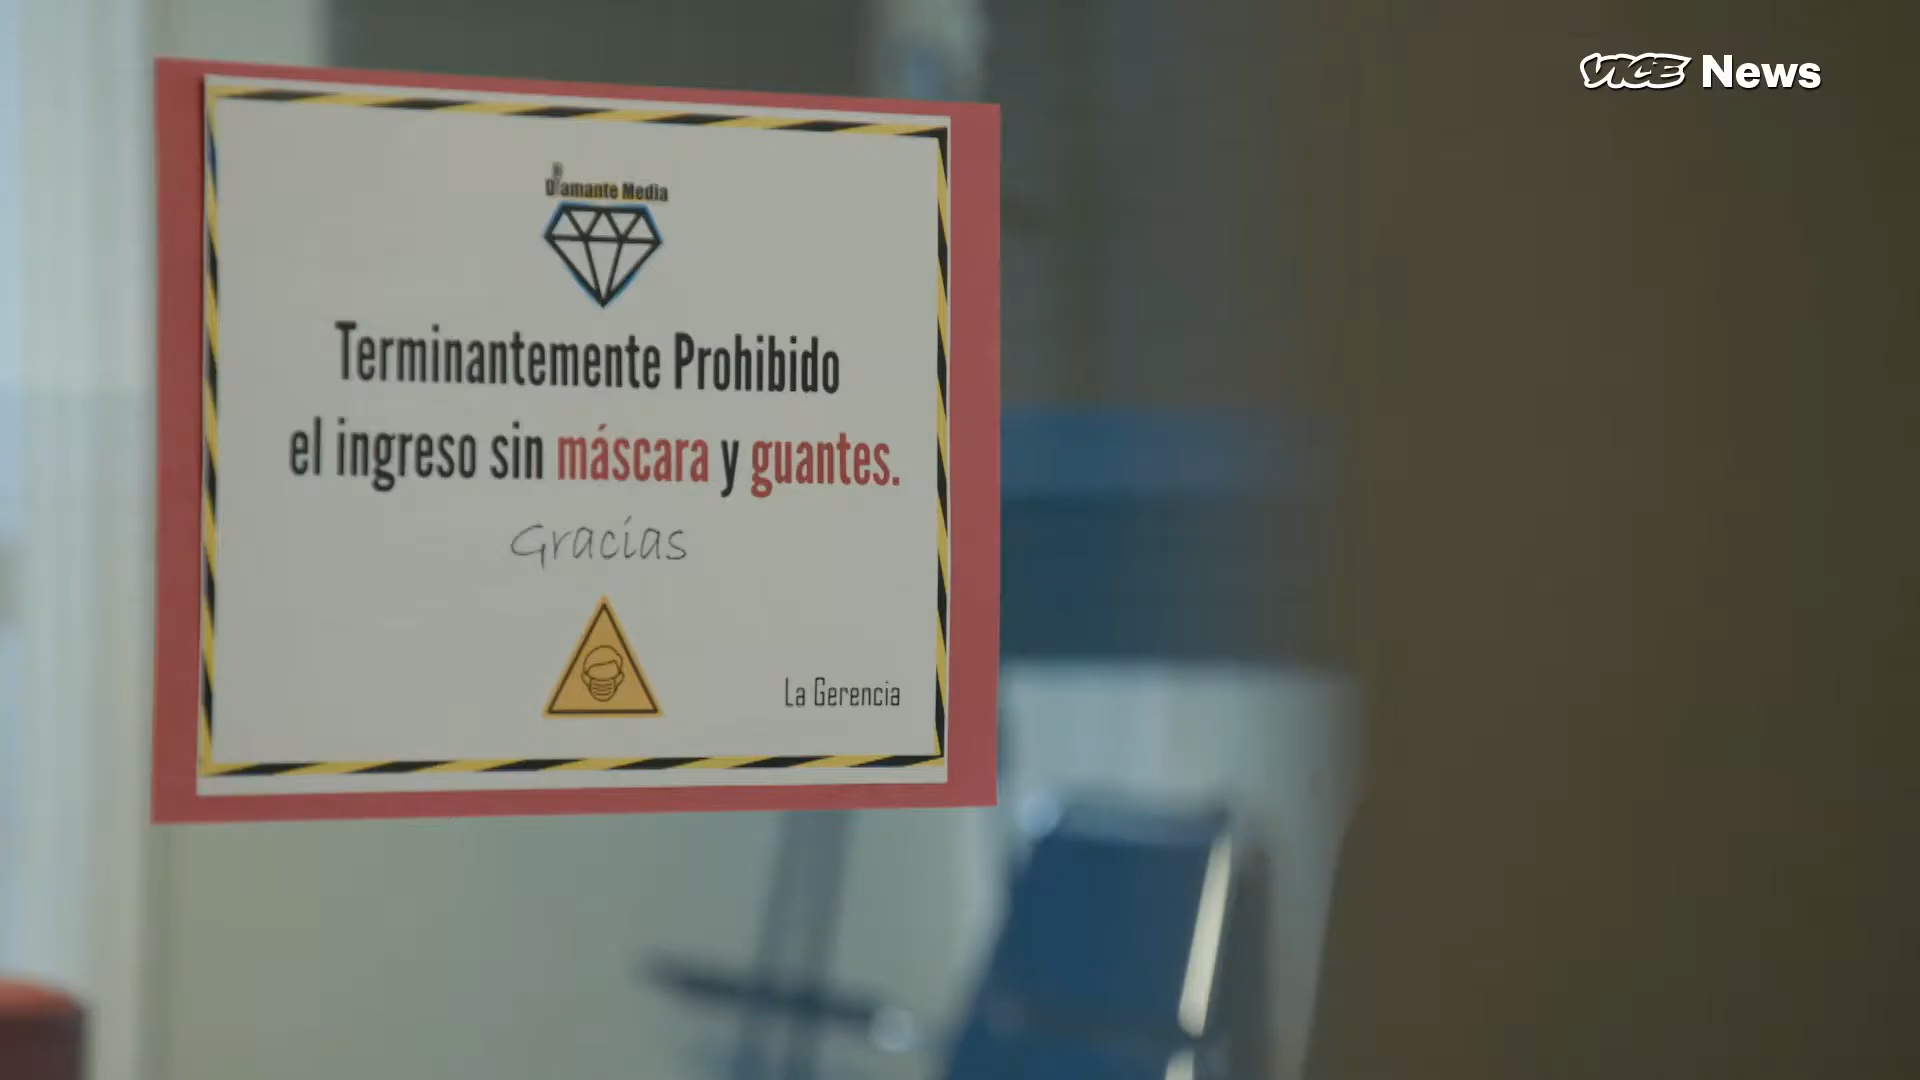 VICE News
Diamante Media
Terminantemente Prohibido
el ingreso sin máscara y guantes.
Gracias
La Gerencia